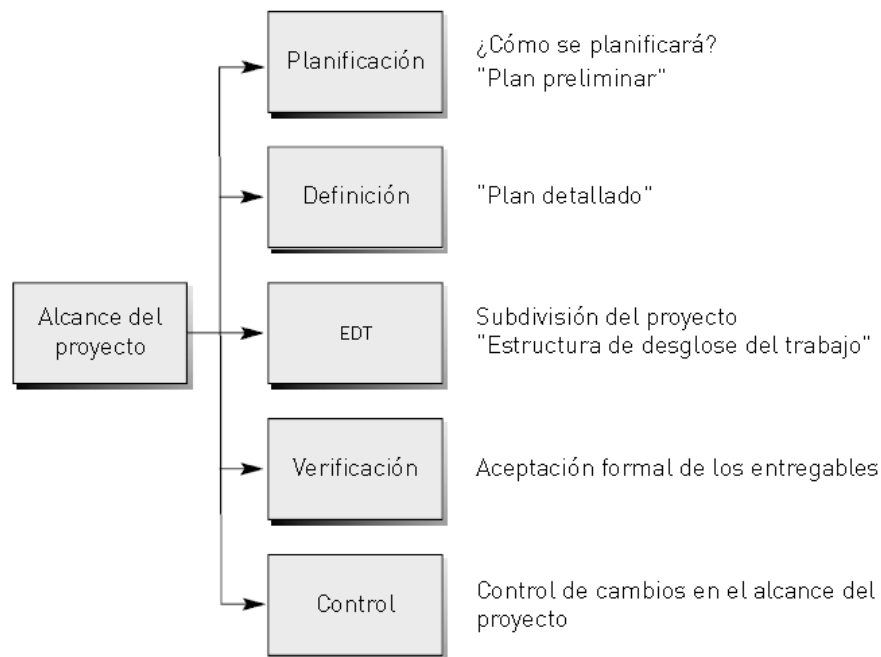 Planificación
¿Cómo se planificará?
"Plan preliminar"
Definición
"Plan detallado"
Alcance del
proyecto
EDT
Subdivisión del proyecto
"Estructura de desglose del trabajo"
Verificación
Aceptación formal de los entregables
Control
Control de cambios en el alcance del
proyecto